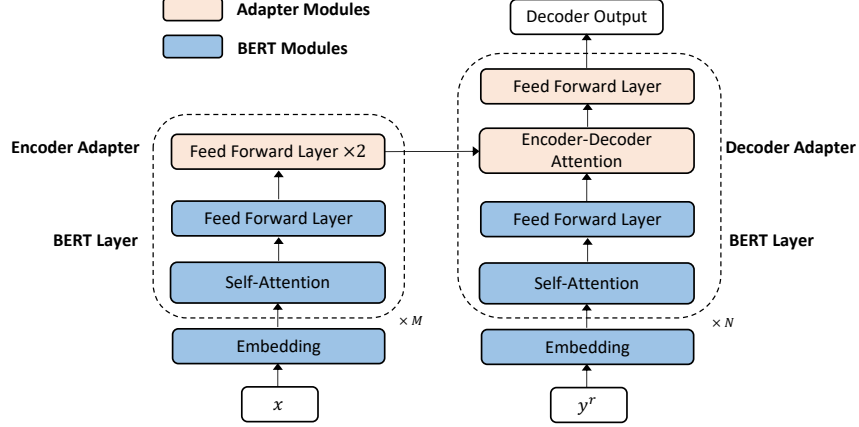 Adapter Modules
BERT Modules
Decoder Output
Feed Forward Layer
Encoder Adapter
Feed Forward Layer ×2
Encoder-Decoder
Attention
Decoder Adapter
Feed Forward Layer
Feed Forward Layer
BERT Layer
BERT Layer
Self-Attention
Self-Attention
× M
× N
Embedding
Embedding
x
y^r